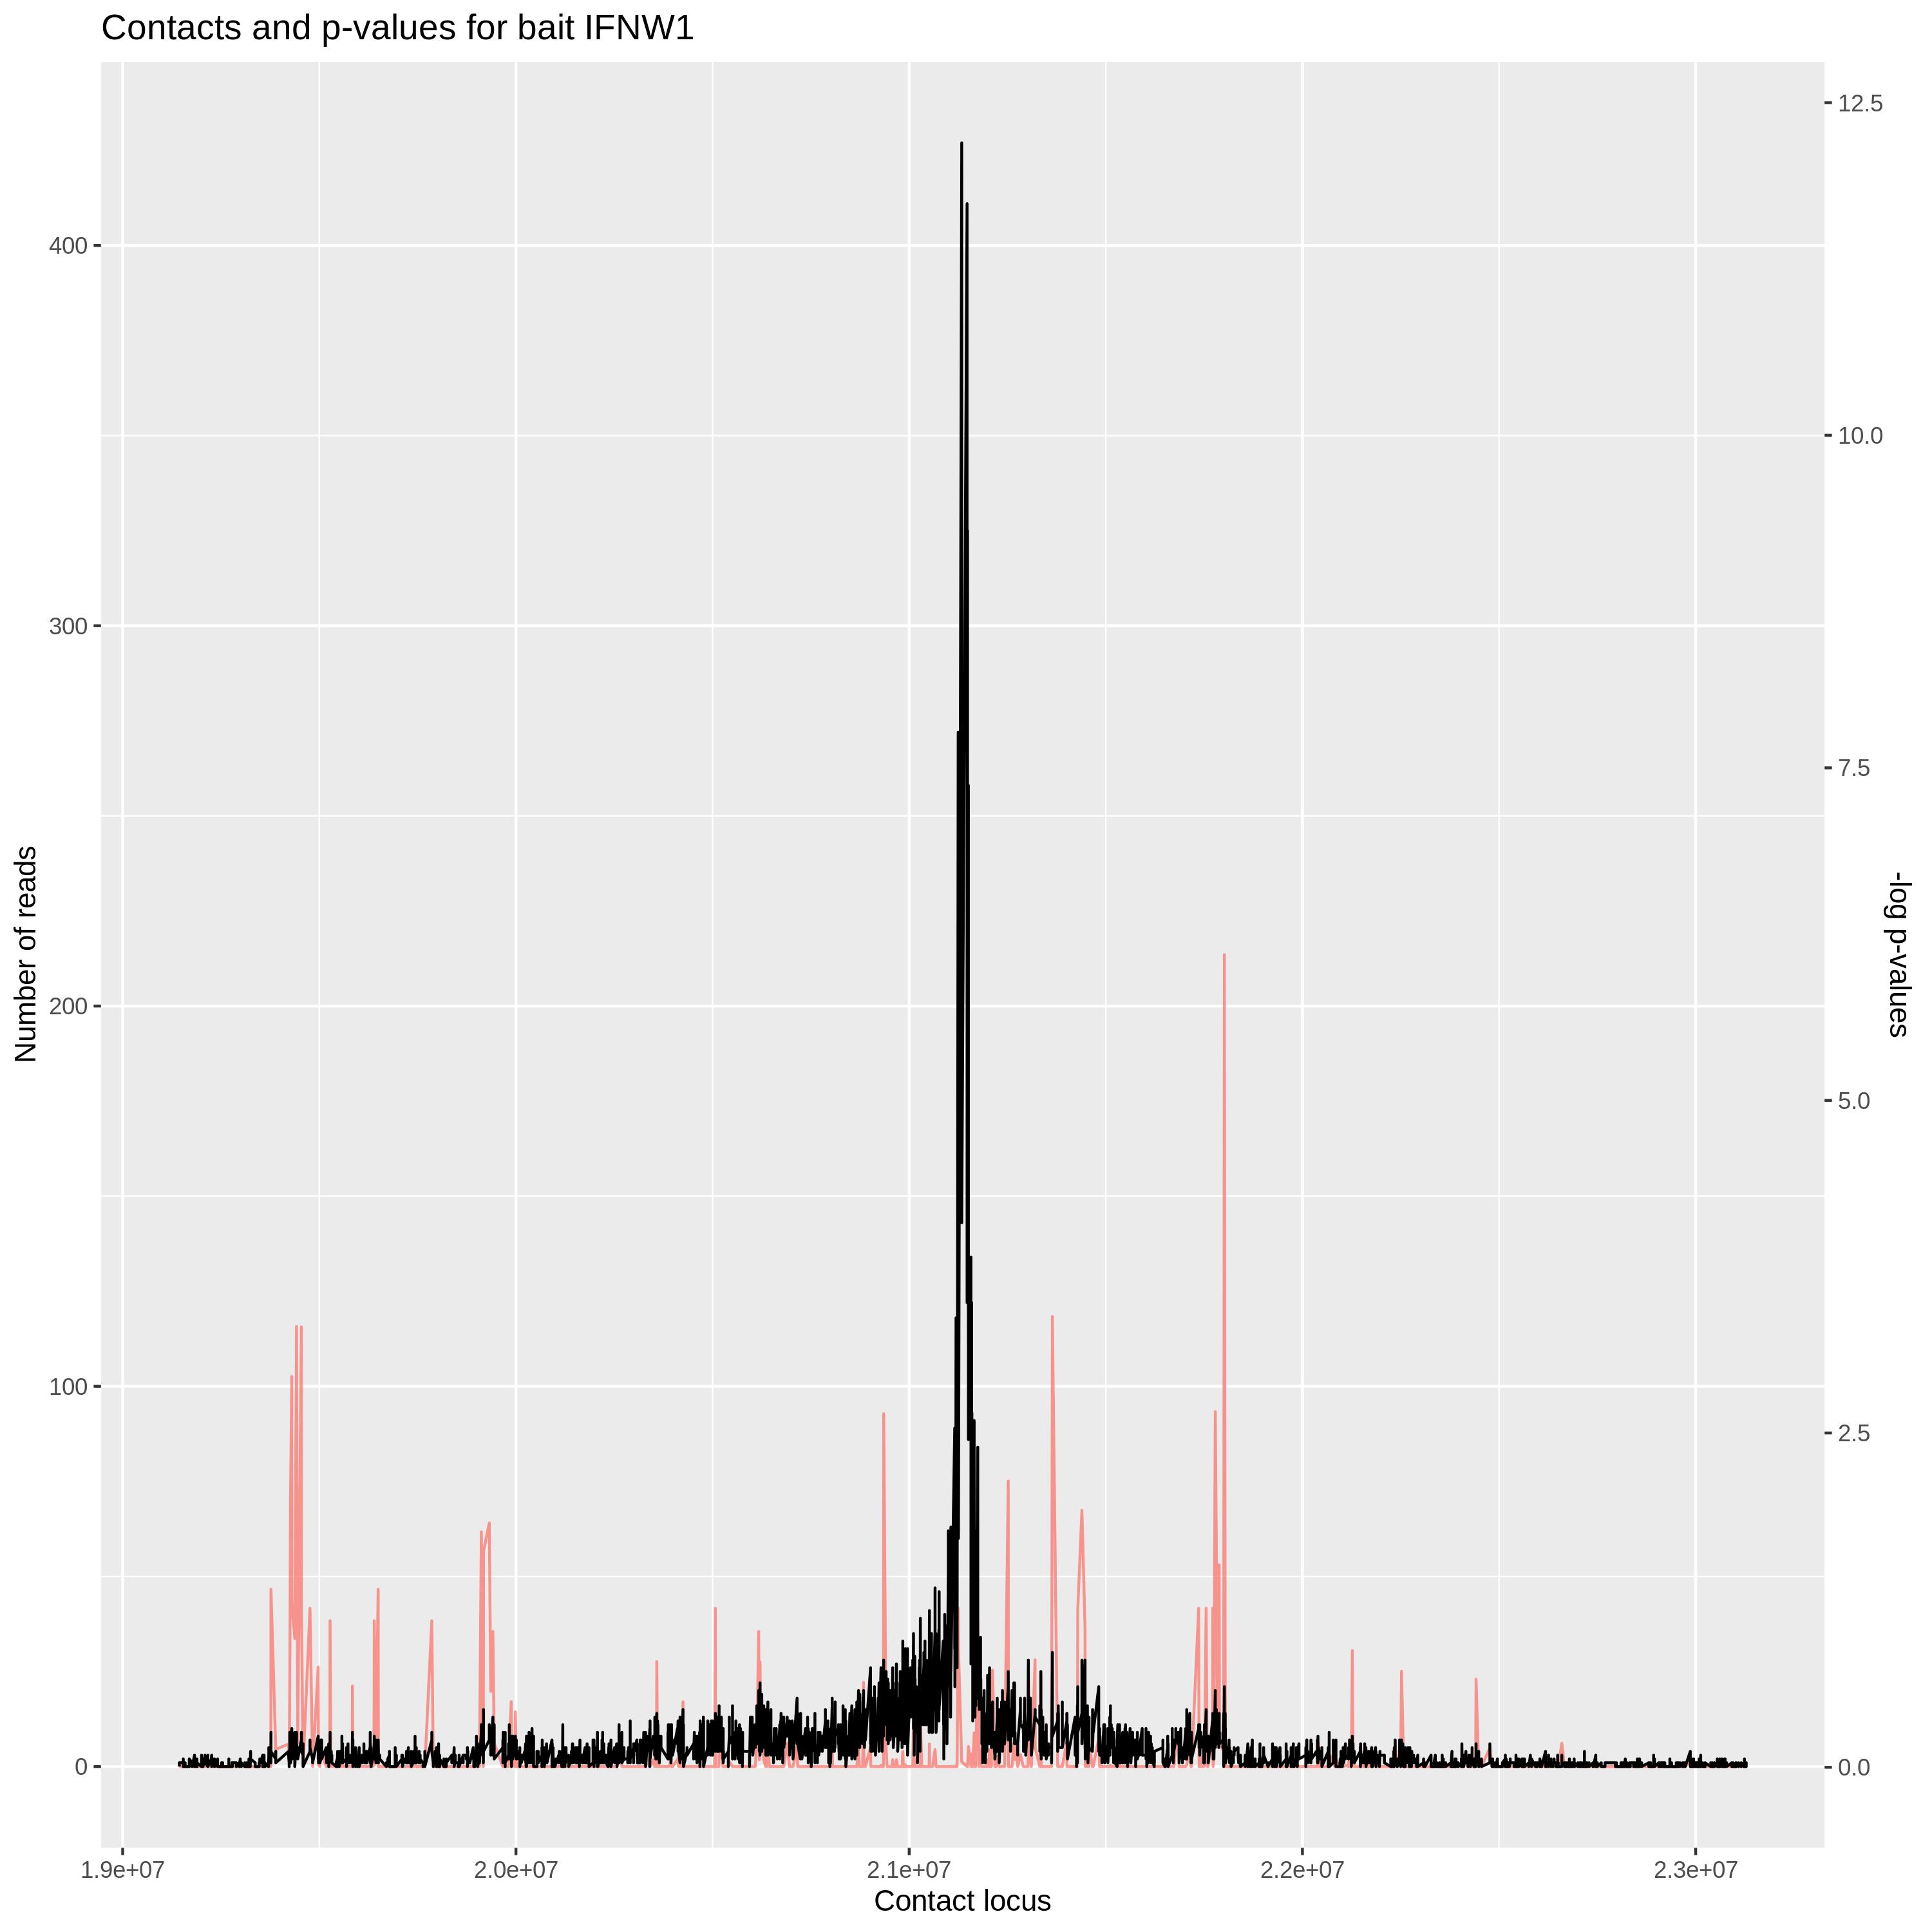 Contacts and p-values for bait IFNW1
400
300
200
100
0
Number of reads
12.5
10.0
7.5
5.0
2.5
0.0
-log p-values
1.9e+07
2.0e+07
2.1e+07
2.2e+07
2.3e+07
Contact locus